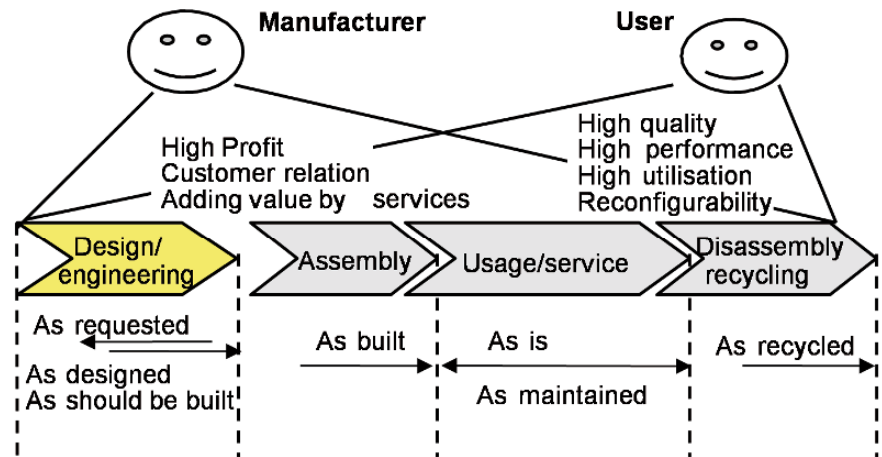 Manufacturer
User
High Profit
Customer relation
Adding value by services
High quality
High performance
High utilisation
Reconfigurability
Design/
engineering
Assembly
Usage/service
Disassembly
recycling
As requested
As designed
As should be built
As built
As is
As maintained
As recycled